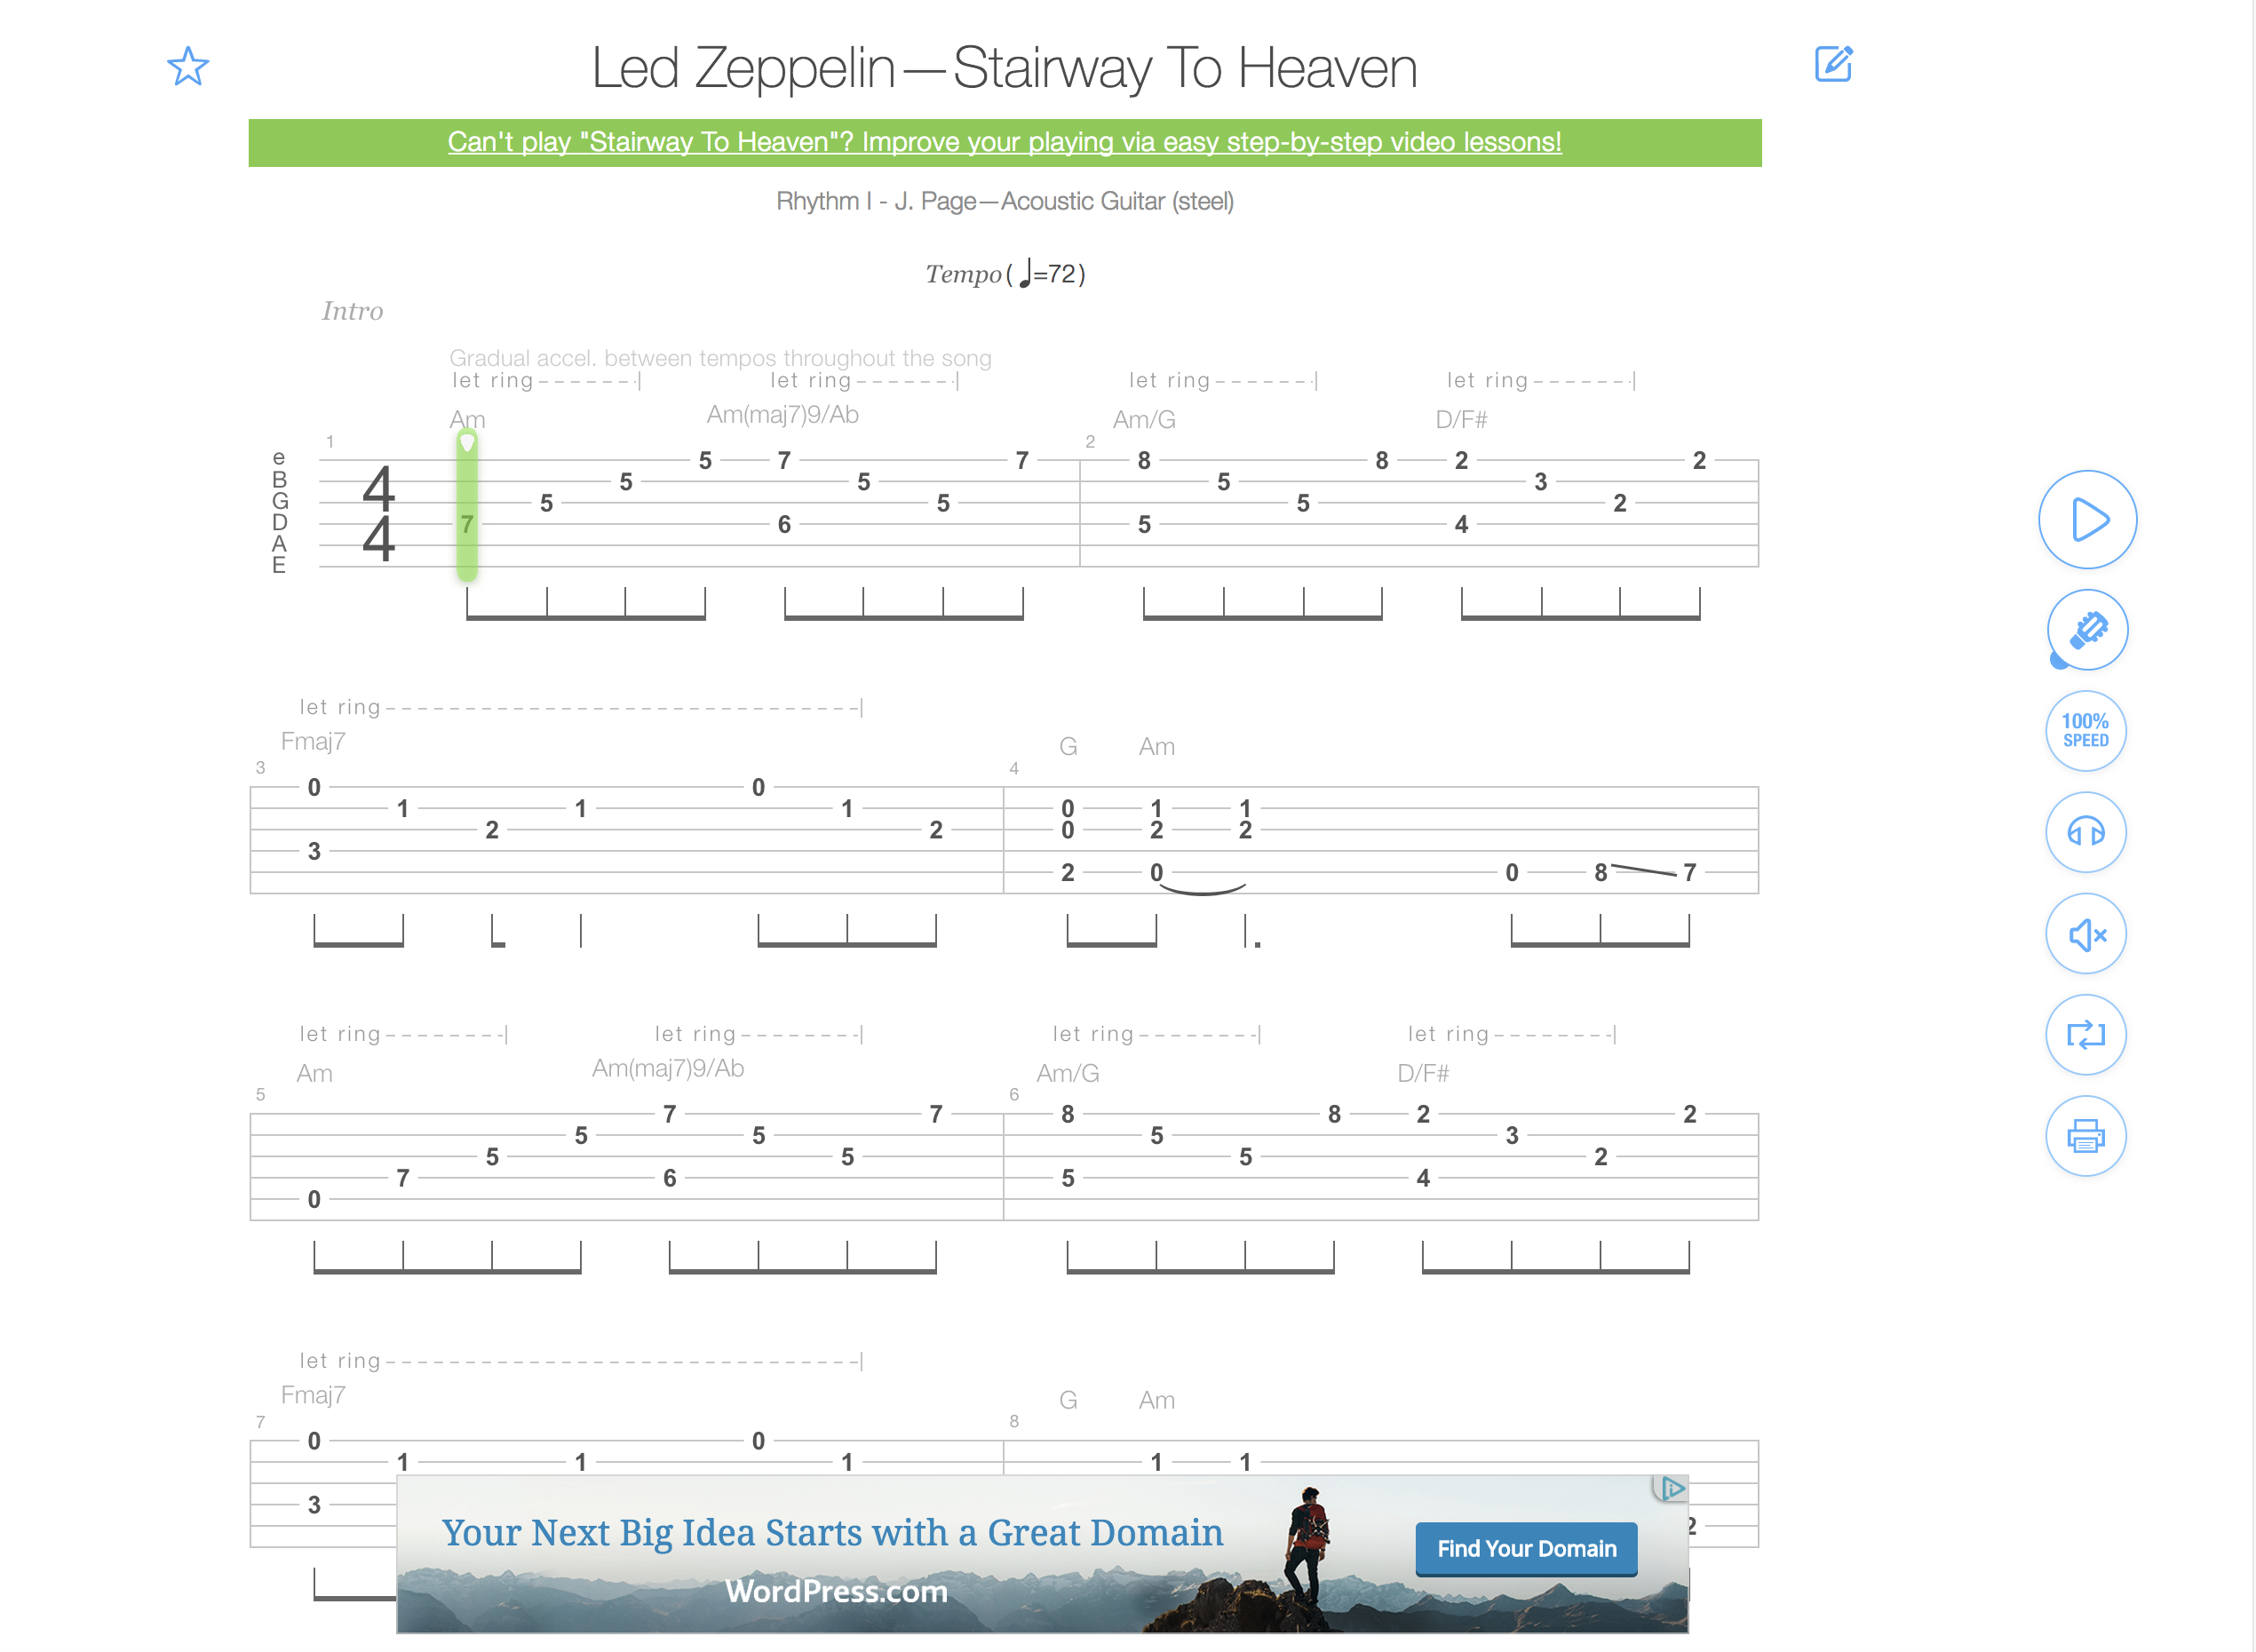 Led Zeppelin—Stairway To Heaven
Can't play "Stairway To Heaven"? Improve your playing via easy step-by-step video lessons!
Rhythm I - J. Page—Acoustic Guitar (steel)
Tempo(♩=72)
Intro
Gradual accel. between tempos throughout the song
let ring let ring let ring let ring
Am Am(maj7)9/Ab Am/G D/F#
1 2
e 5 7 7 8 8 2 2
B 5 5 5 3
G 5 5 5 2
D 7 6 5 4
A
E
4
4
let ring
Fmaj7 G Am
3 4
0 0
1 1 1 0 1 1
2 2 0 2 2
3
2 0 0 8 7
let ring let ring let ring let ring
Am Am(maj7)9/Ab Am/G D/F#
5 6
7 7 8 8 2 2
5 5 5 3
5 5 5 2
7 6 5 4
0
let ring
Fmaj7 G Am
7 8
0 0
1 1 1 1 1
3
2
100%
SPEED
Your Next Big Idea Starts with a Great Domain
WordPress.com
Find Your Domain